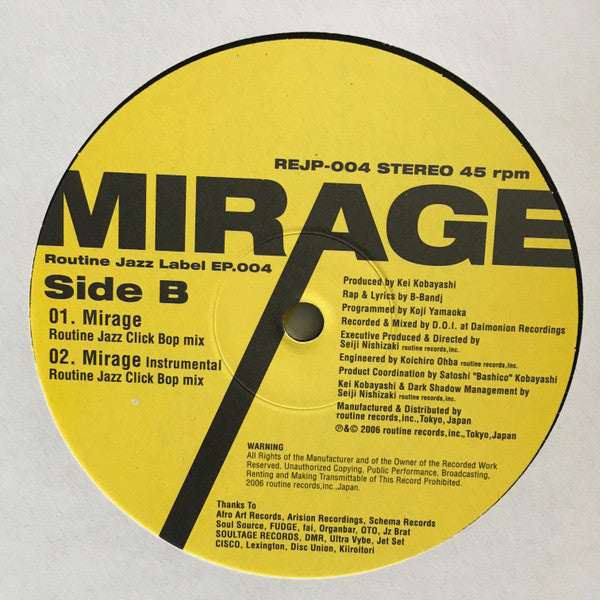 REJP-004 STEREO 45 rpm
MIRAGE
Routine Jazz Label EP.004
Side B
01. Mirage
Routine Jazz Click Bop mix
02. Mirage Instrumental
Routine Jazz Click Bop mix
Produced by Kei Kobayashi
Rap & Lyrics by B-Bandj
Programmed by Koji Yamaoka
Recorded & Mixed by D.O.I. at Daimonion Recordings
Executive Produced & Directed by
Seiji Nishizaki routine records,inc.
Engineered by Koichiro Ohba routine records,inc.
Product Coordination by Satoshi "Bashico" Kobayashi
Kei Kobayashi & Dark Shadow Management by
Seiji Nishizaki routine records,inc.
Manufactured & Distributed by
routine records,inc.,Tokyo,Japan
℗&© 2006 routine records,inc.,Tokyo,Japan
WARNING
All Rights of the Manufacturer and of the Owner of the Recorded Work
Reserved. Unauthorized Copying, Public Performance, Broadcasting,
Renting and Making Transmittable of This Record Prohibited.
2006 routine records,inc.,Japan.
Thanks To
Afro Art Records, Arision Recordings, Schema Records
Soul Source, FUDGE, fai, Organbar, OTO, Jz Brat
SOULTAGE RECORDS, DMR, Ultra Vybe, Jet Set
CISCO, Lexington, Disc Union, Kiiroitori